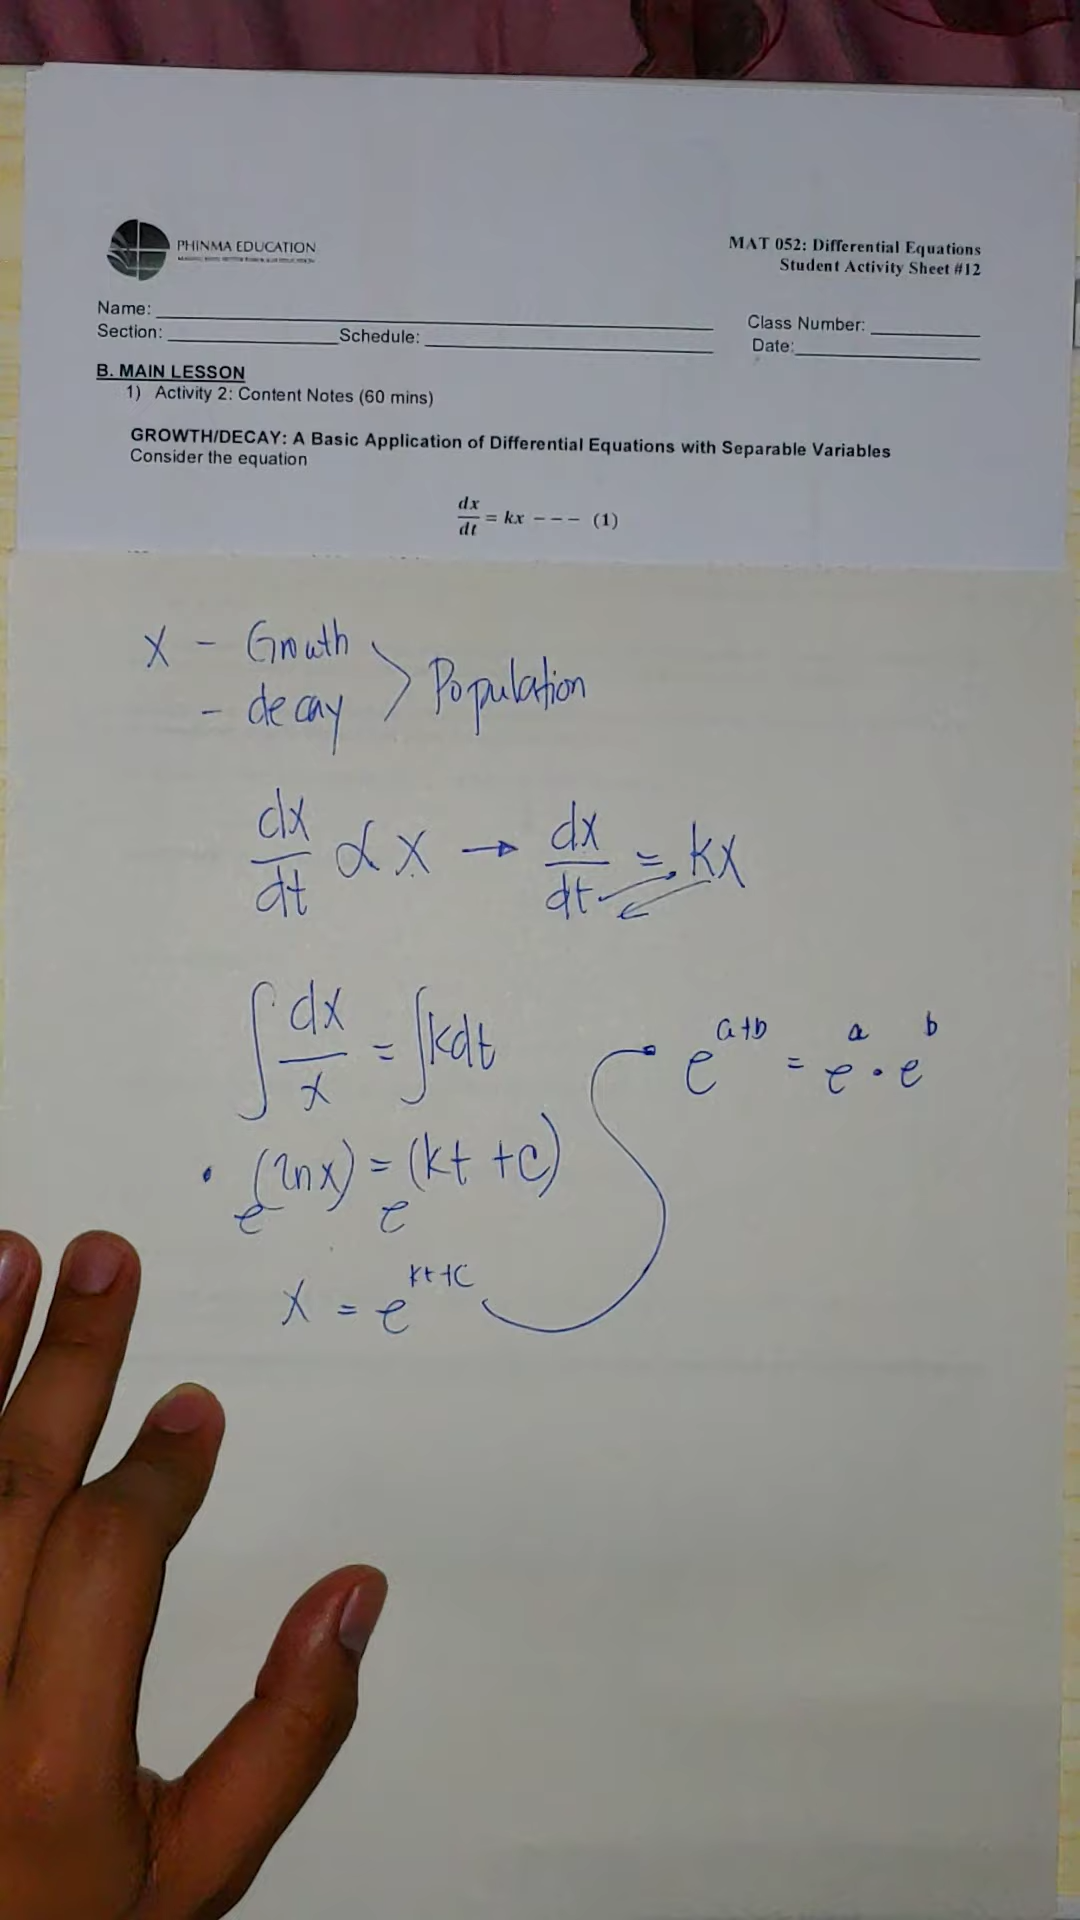 PHINMA EDUCATION
MAT 052: Differential Equations
Student Activity Sheet #12
Name:
Class Number:
Section: Schedule:
Date:
B. MAIN LESSON
1) Activity 2: Content Notes (60 mins)
GROWTH/DECAY: A Basic Application of Differential Equations with Separable Variables
Consider the equation
dx/dt = kx --- (1)
x - Growth
- decay > Population
dx/dt ∝ x → dx/dt = kx
∫ dx/x = ∫kdt
e^(a+b) = e^a · e^b
• e^(lnx) = e^(kt+c)
x = e^(kt+c)